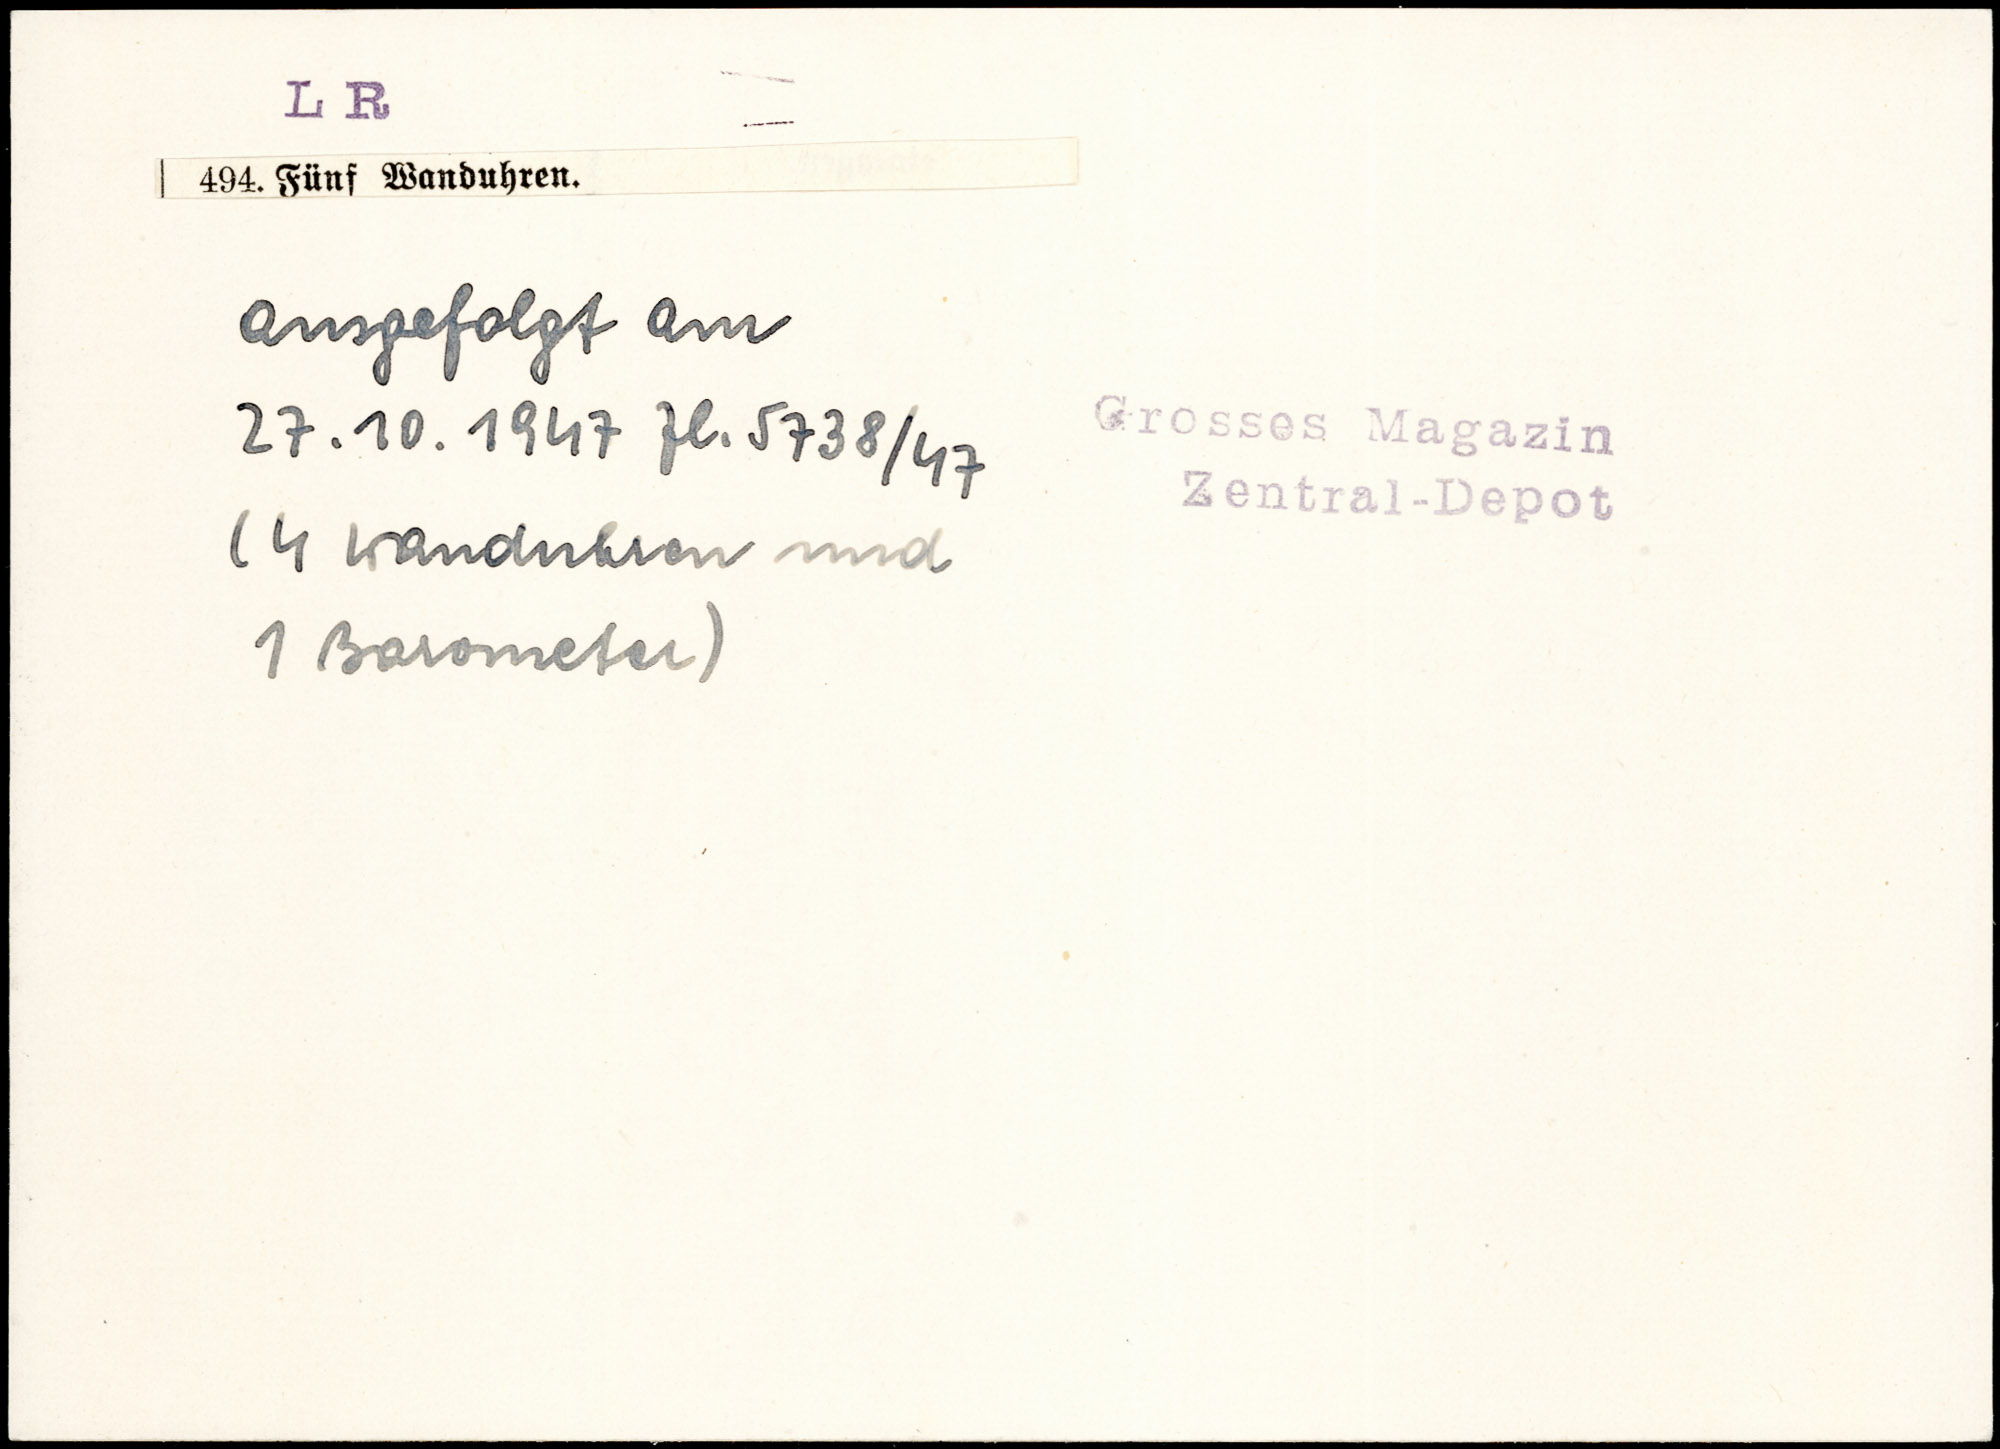 L R
494. Fünf Wanduhren.
ausgefolgt am
27.10.1947 Zl. 5738/47
(4 Wanduhren und
1 Barometer)
Grosses Magazin
Zentral-Depot